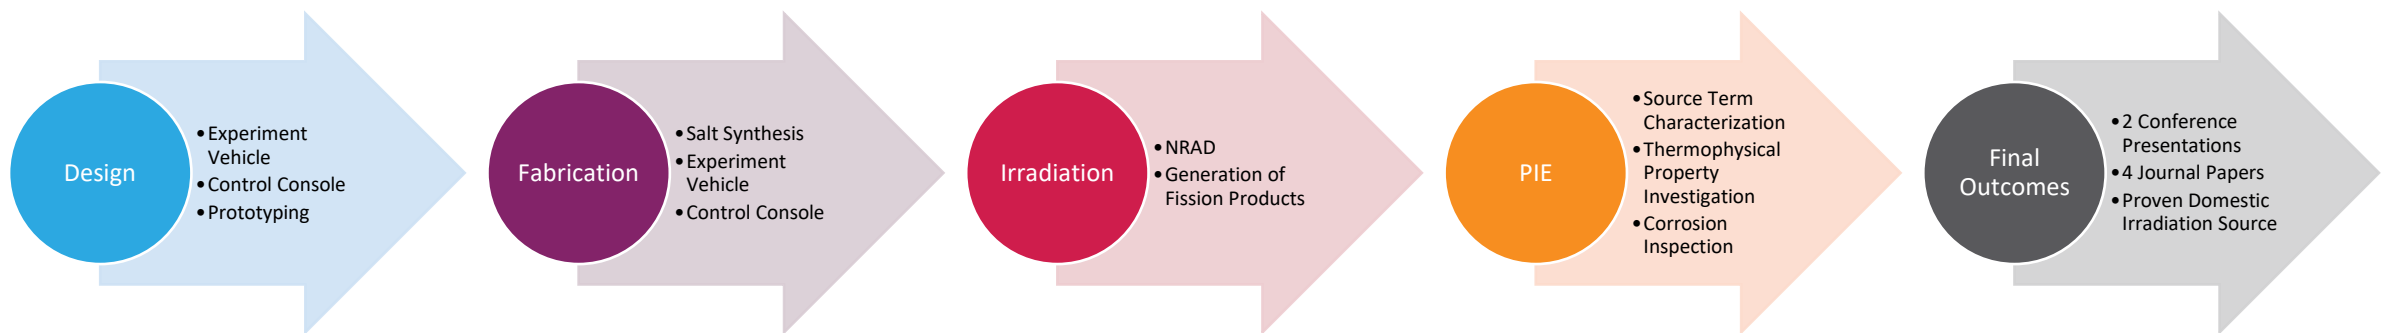 Design
•Experiment
Vehicle
•Control Console
•Prototyping
Fabrication
•Salt Synthesis
•Experiment
Vehicle
•Control Console
Irradiation
•NRAD
•Generation of
Fission Products
PIE
•Source Term
Characterization
•Thermophysical
Property
Investigation
•Corrosion
Inspection
Final
Outcomes
•2 Conference
Presentations
•4 Journal Papers
•Proven Domestic
Irradiation Source